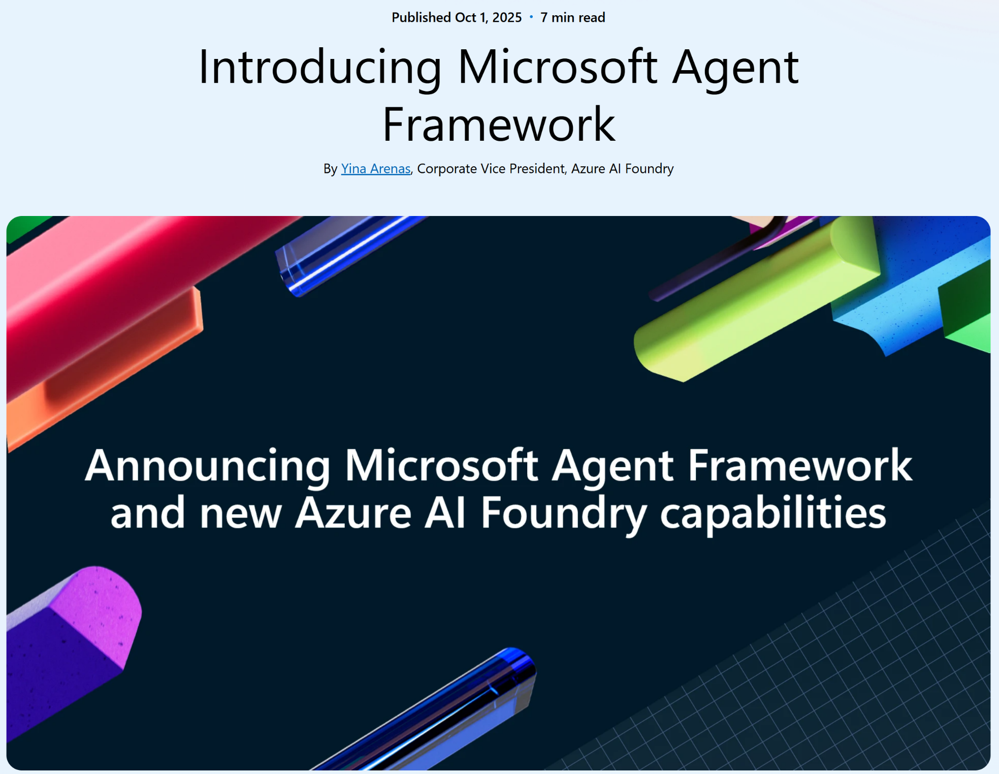 Published Oct 1, 2025 • 7 min read
Introducing Microsoft Agent
Framework
By Yina Arenas, Corporate Vice President, Azure AI Foundry
Announcing Microsoft Agent Framework
and new Azure AI Foundry capabilities